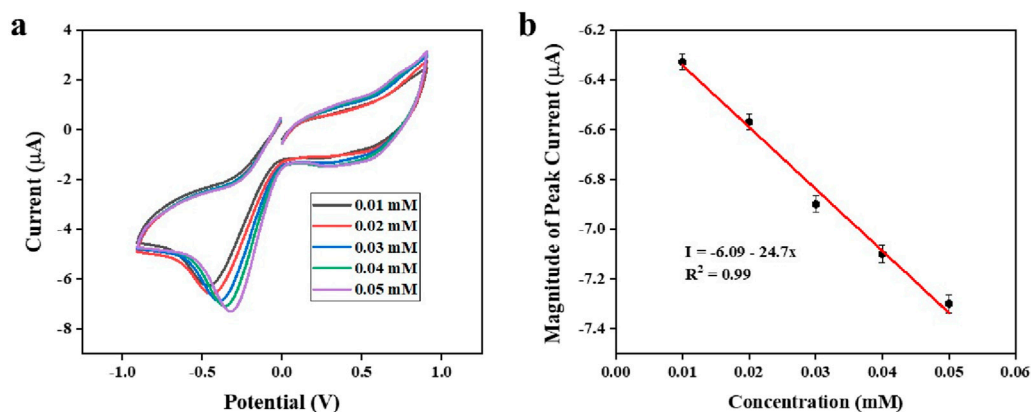 a
Current (μA)
4
2
0
-2
-4
-6
-8
-1.0
-0.5
0.0
0.5
1.0
Potential (V)
0.01 mM
0.02 mM
0.03 mM
0.04 mM
0.05 mM
b
Magnitude of Peak Current (μA)
-6.2
-6.4
-6.6
-6.8
-7.0
-7.2
-7.4
0.00
0.01
0.02
0.03
0.04
0.05
0.06
Concentration (mM)
I = -6.09 - 24.7x
R² = 0.99